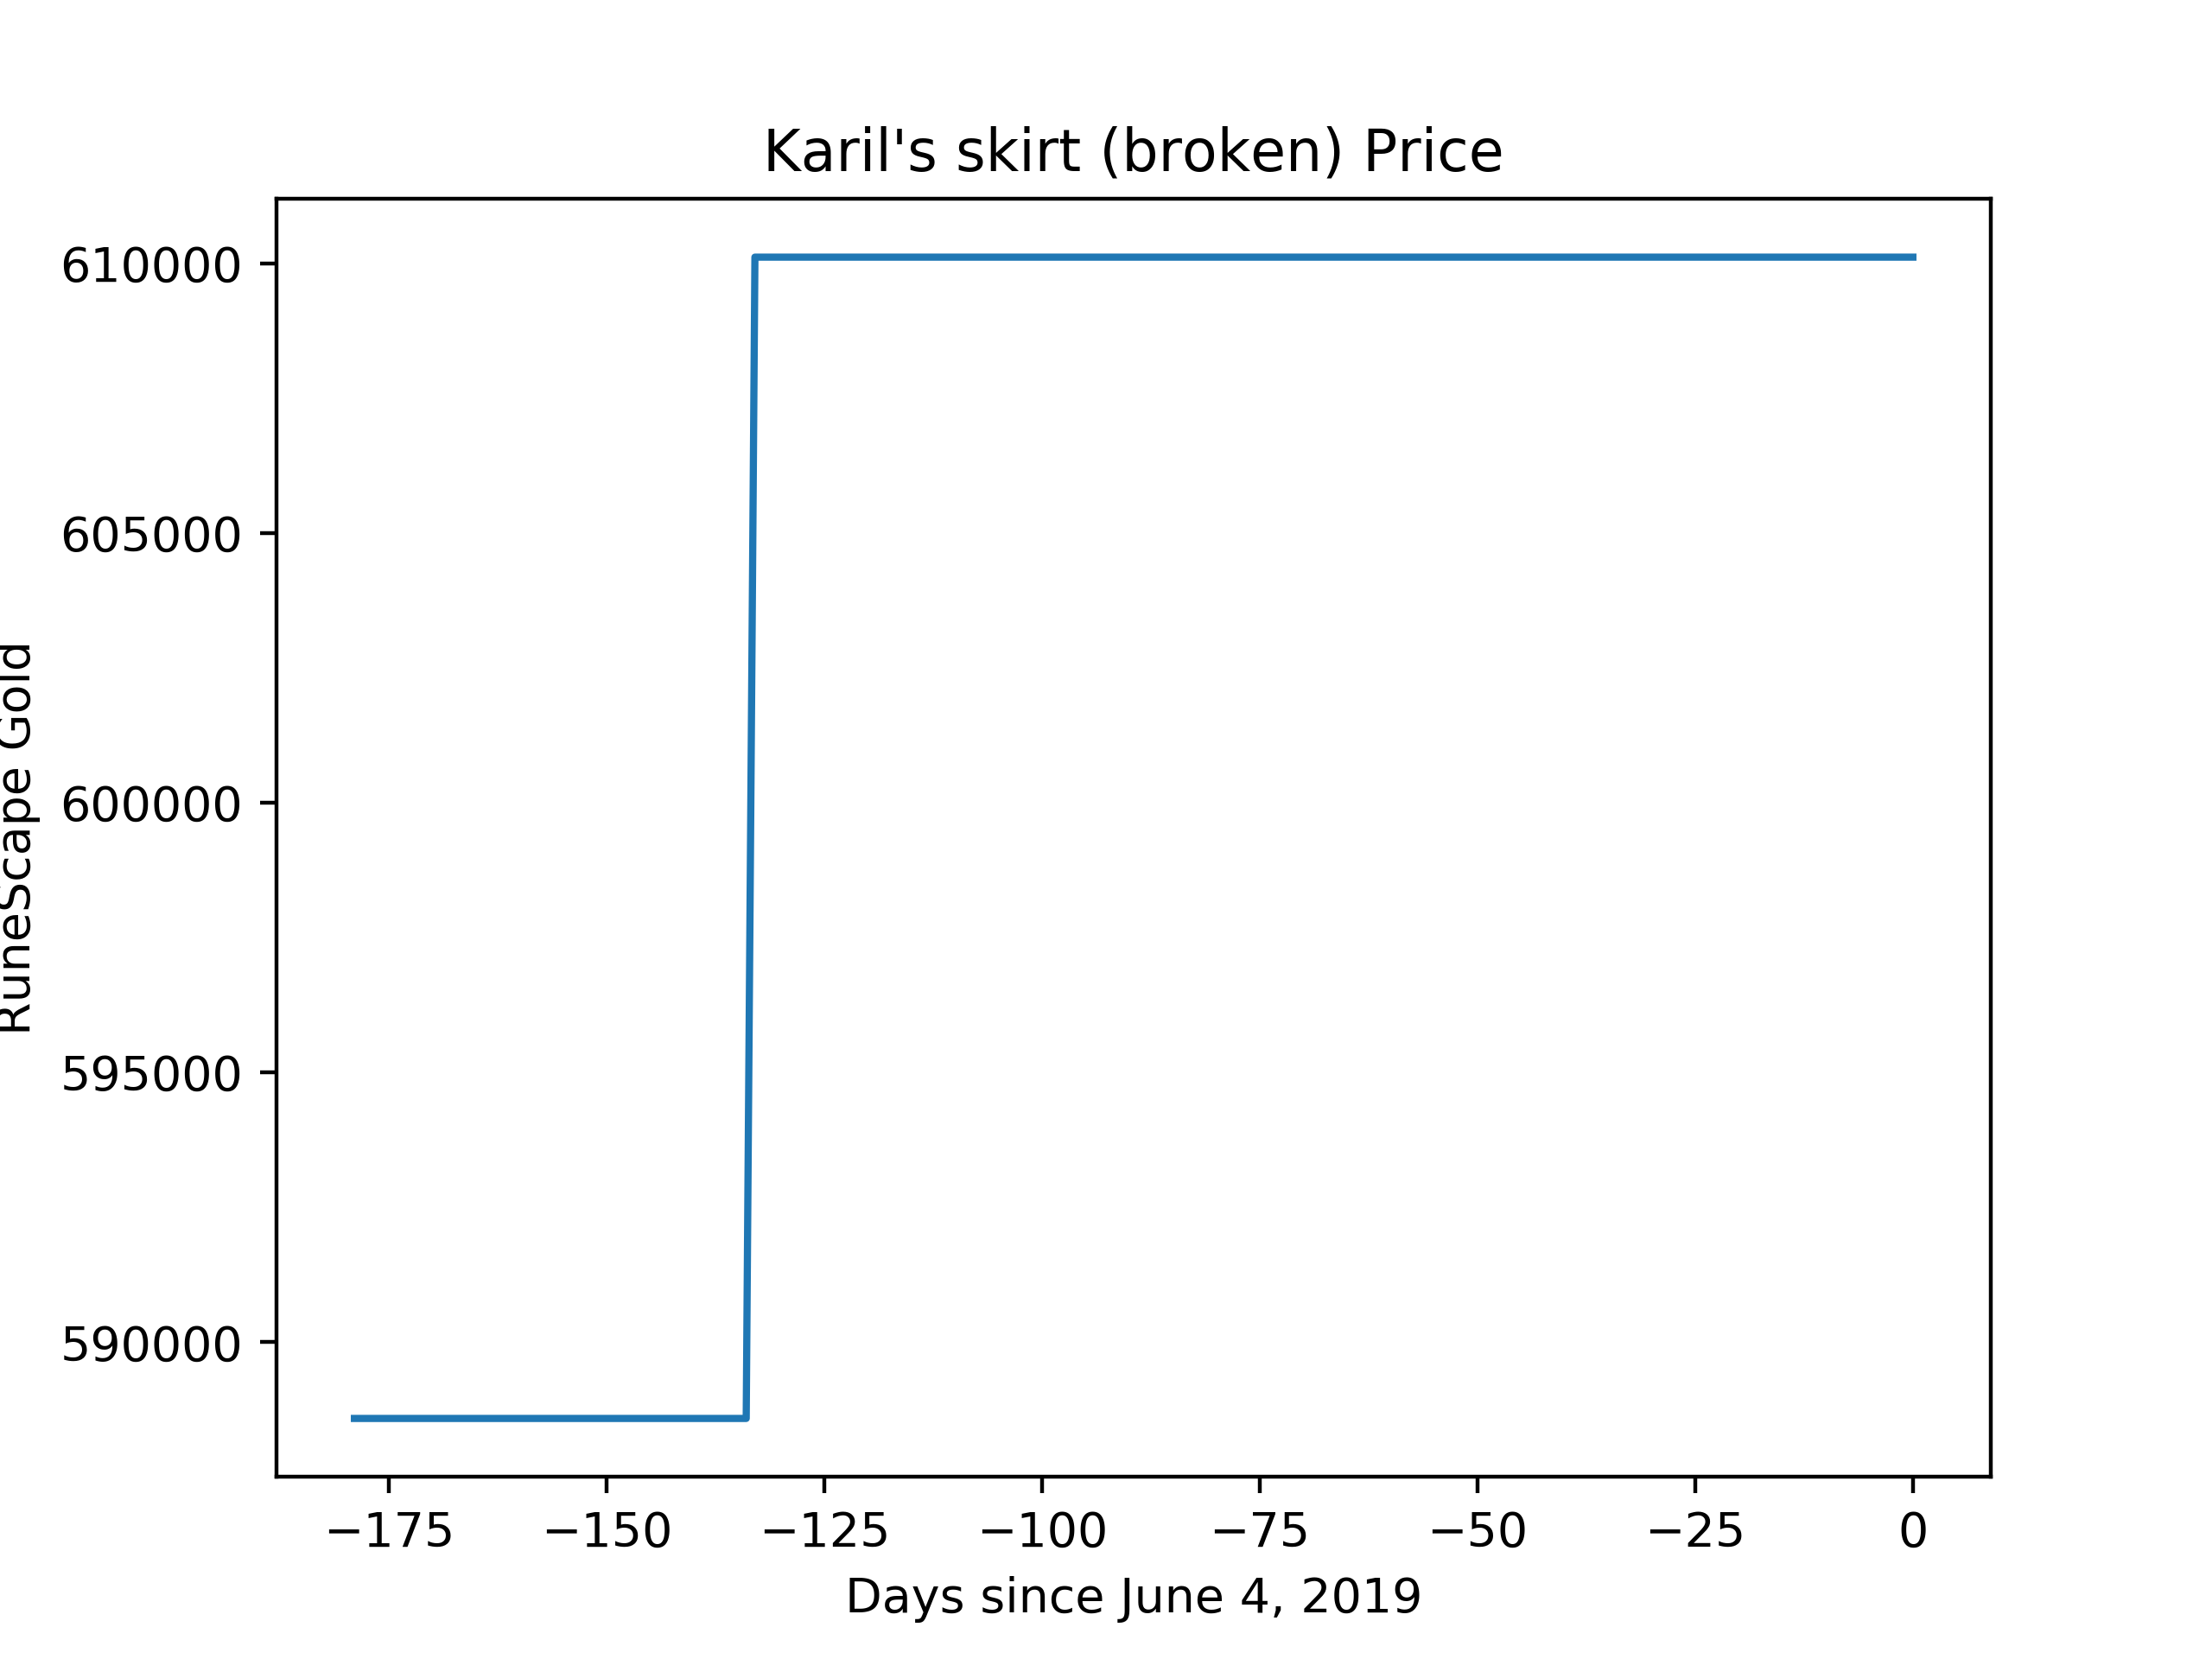 Karil's skirt (broken) Price
610000
605000
600000
595000
590000
RuneScape Gold
−175 −150 −125 −100 −75 −50 −25 0
Days since June 4, 2019